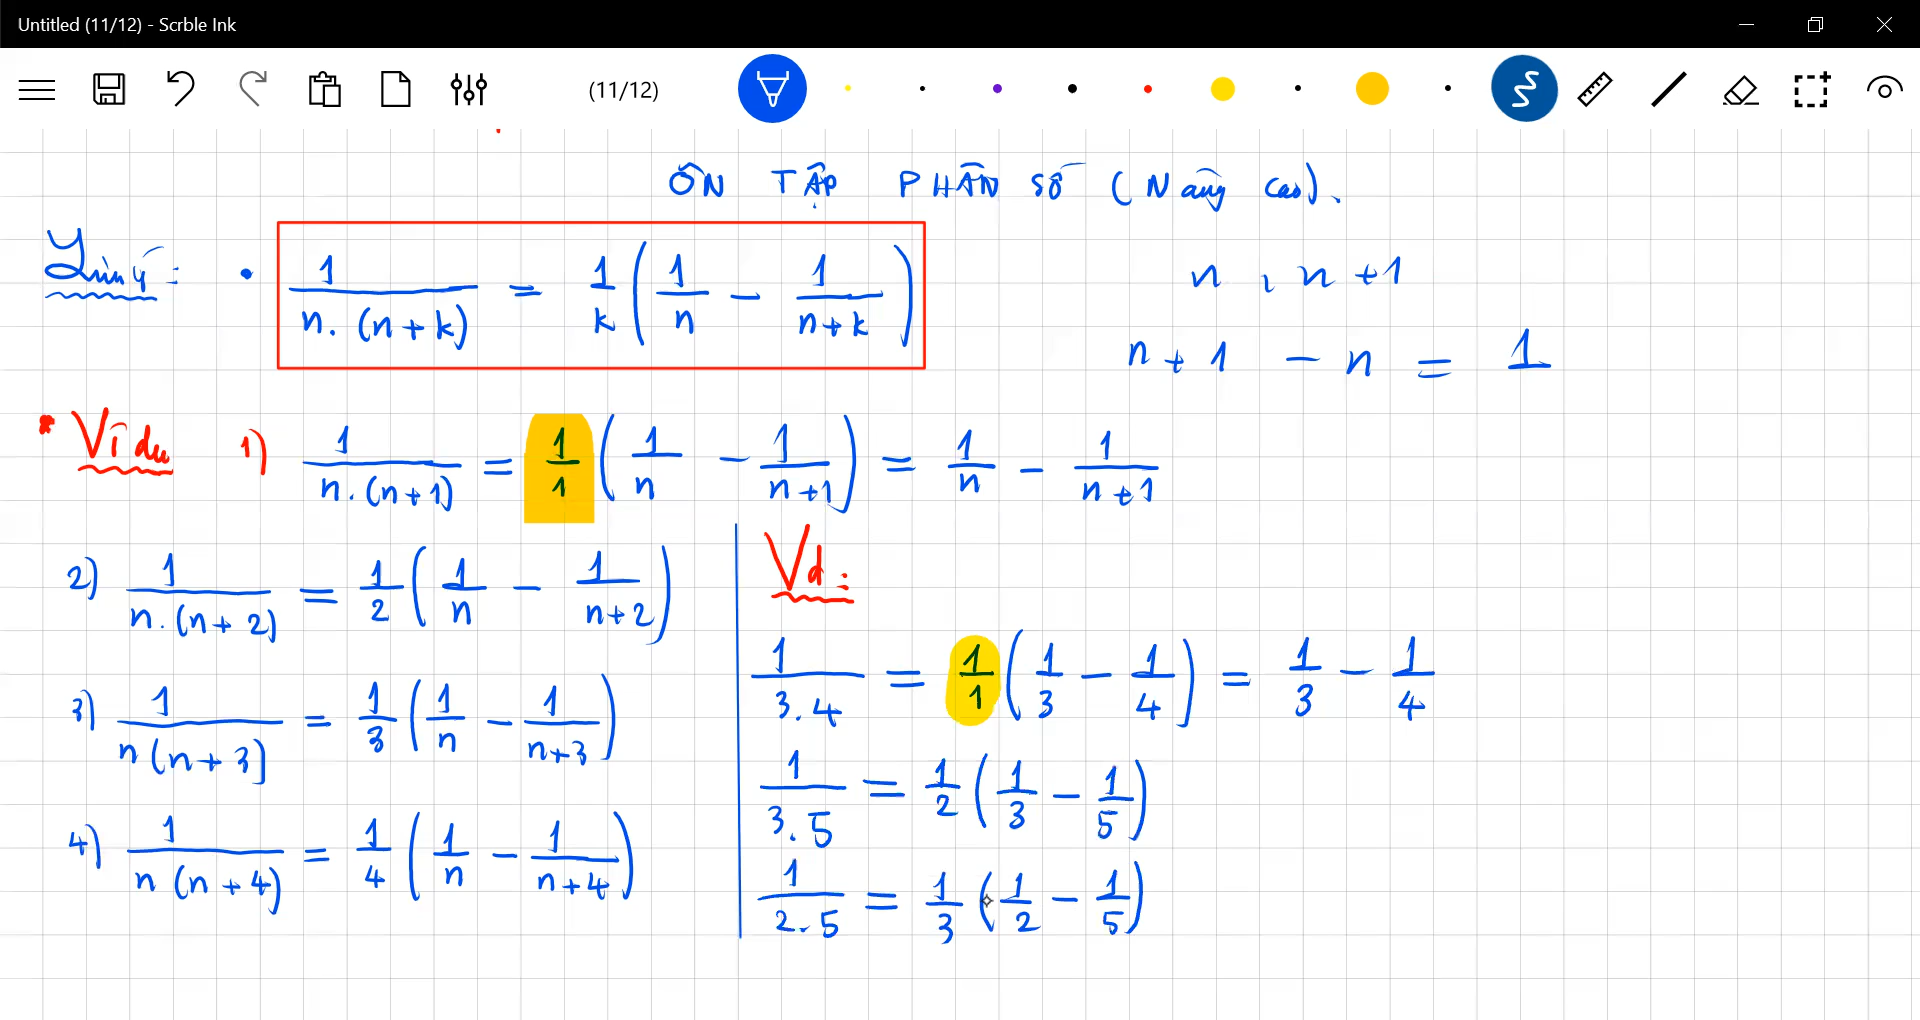 Untitled (11/12) - Scrble Ink
(11/12)
ÔN TẬP PHÂN SỐ (Nâng cao).
Lưu ý: • 1/(n.(n+k)) = 1/k (1/n - 1/(n+k))
n , n+1
n+1 - n = 1
* Ví dụ 1) 1/(n.(n+1)) = 1/1 (1/n - 1/(n+1)) = 1/n - 1/(n+1)
2) 1/(n.(n+2)) = 1/2 (1/n - 1/(n+2))
3) 1/(n(n+3)) = 1/3 (1/n - 1/(n+3))
4) 1/(n(n+4)) = 1/4 (1/n - 1/(n+4))
Vd:
1/(3.4) = 1/1 (1/3 - 1/4) = 1/3 - 1/4
1/(3.5) = 1/2 (1/3 - 1/5)
1/(2.5) = 1/3 (1/2 - 1/5)